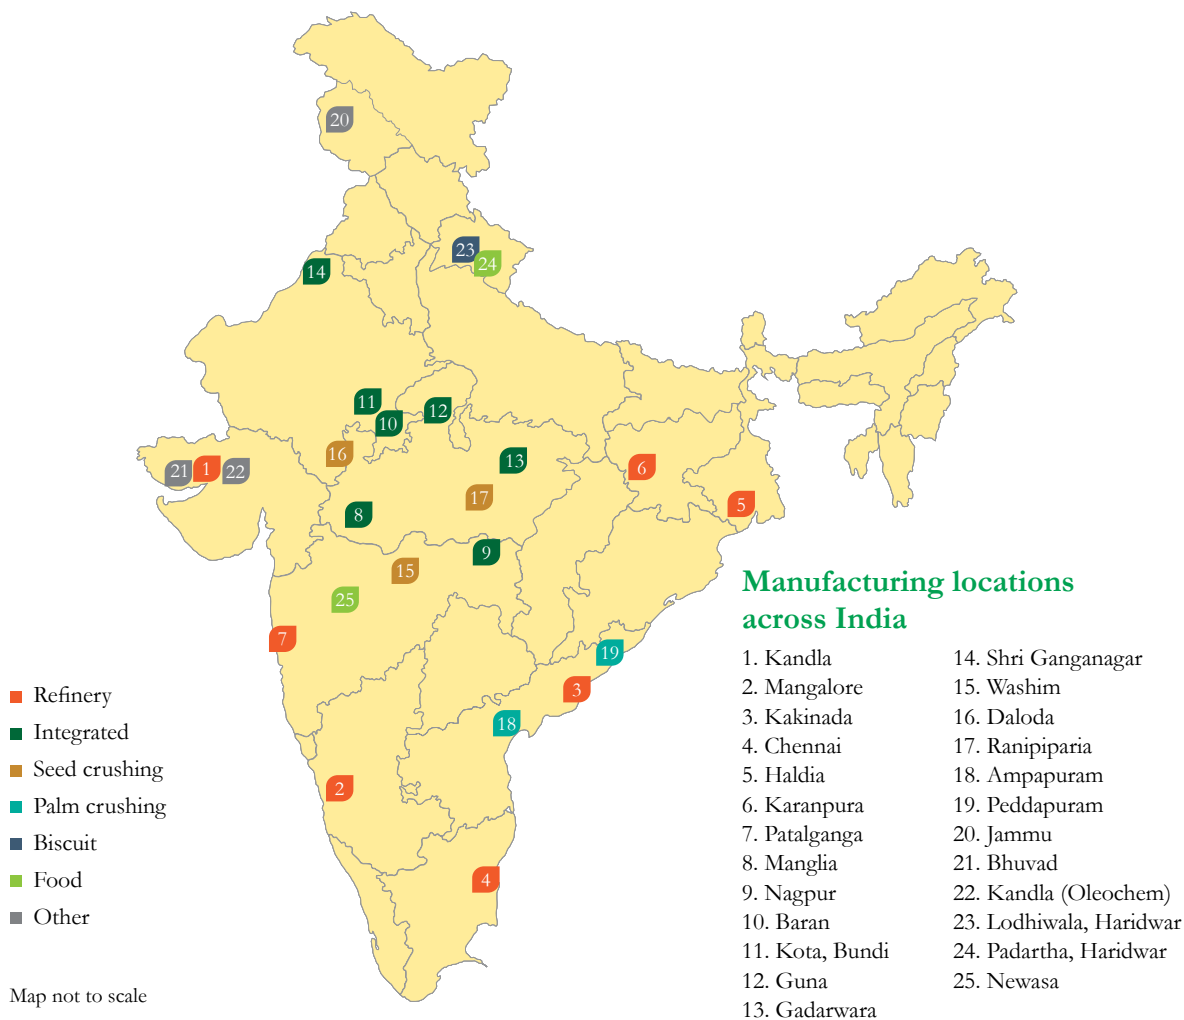 20
23
24
14
11
12
10
16
13
21
1
22
6
17
5
8
9
15
25
7
19
3
18
2
4
Refinery
Integrated
Seed crushing
Palm crushing
Biscuit
Food
Other
Map not to scale
Manufacturing locations
across India
1. Kandla
2. Mangalore
3. Kakinada
4. Chennai
5. Haldia
6. Karanpura
7. Patalganga
8. Manglia
9. Nagpur
10. Baran
11. Kota, Bundi
12. Guna
13. Gadarwara
14. Shri Ganganagar
15. Washim
16. Daloda
17. Ranipiparia
18. Ampapuram
19. Peddapuram
20. Jammu
21. Bhuvad
22. Kandla (Oleochem)
23. Lodhiwala, Haridwar
24. Padartha, Haridwar
25. Newasa